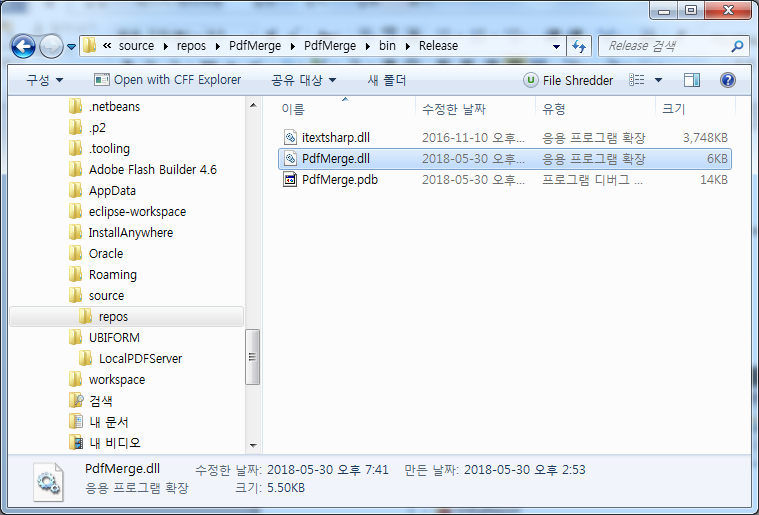 « source ▸ repos ▸ PdfMerge ▸ PdfMerge ▸ bin ▸ Release
Release 검색
구성 Open with CFF Explorer 공유 대상 새 폴더 File Shredder
.netbeans
.p2
.tooling
Adobe Flash Builder 4.6
AppData
eclipse-workspace
InstallAnywhere
Oracle
Roaming
source
repos
UBIFORM
LocalPDFServer
workspace
검색
내 문서
내 비디오
이름 수정한 날짜 유형 크기
itextsharp.dll 2016-11-10 오후... 응용 프로그램 확장 3,748KB
PdfMerge.dll 2018-05-30 오후... 응용 프로그램 확장 6KB
PdfMerge.pdb 2018-05-30 오후... 프로그램 디버그 ... 14KB
PdfMerge.dll 수정한 날짜: 2018-05-30 오후 7:41 만든 날짜: 2018-05-30 오후 2:53
응용 프로그램 확장 크기: 5.50KB